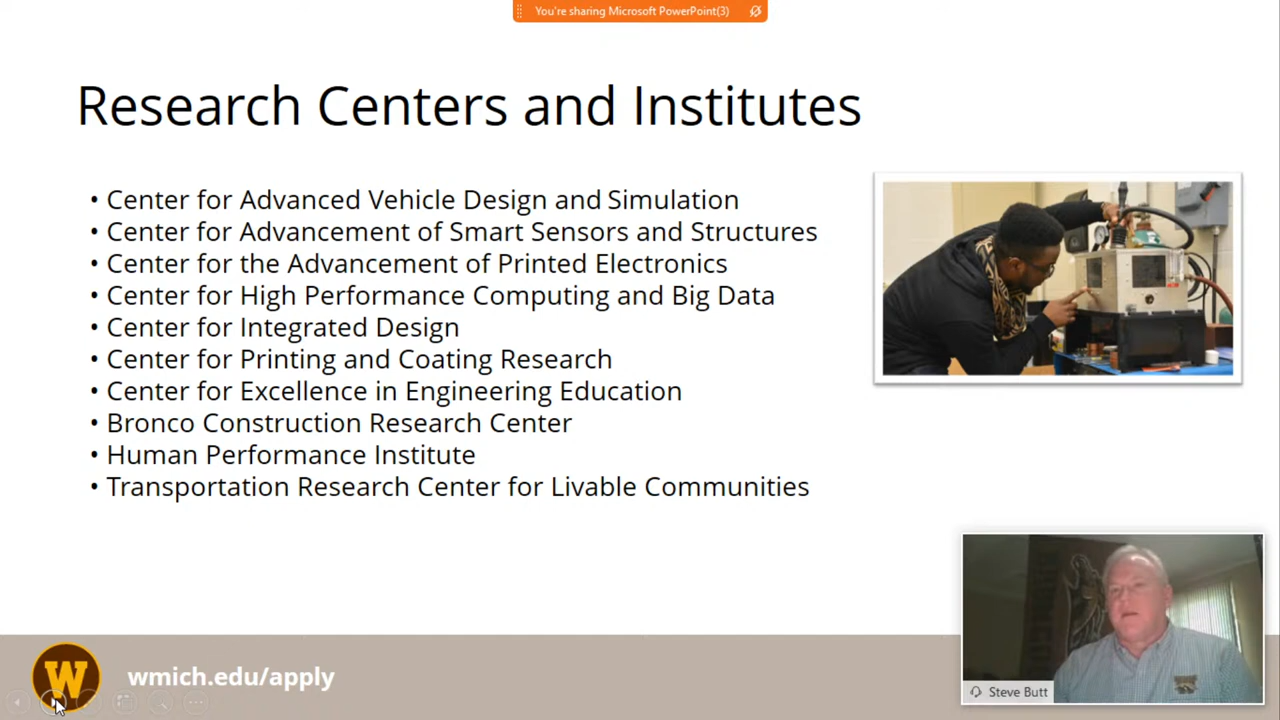 You're sharing Microsoft PowerPoint(3)
Research Centers and Institutes
• Center for Advanced Vehicle Design and Simulation
• Center for Advancement of Smart Sensors and Structures
• Center for the Advancement of Printed Electronics
• Center for High Performance Computing and Big Data
• Center for Integrated Design
• Center for Printing and Coating Research
• Center for Excellence in Engineering Education
• Bronco Construction Research Center
• Human Performance Institute
• Transportation Research Center for Livable Communities
W
wmich.edu/apply
Steve Butt